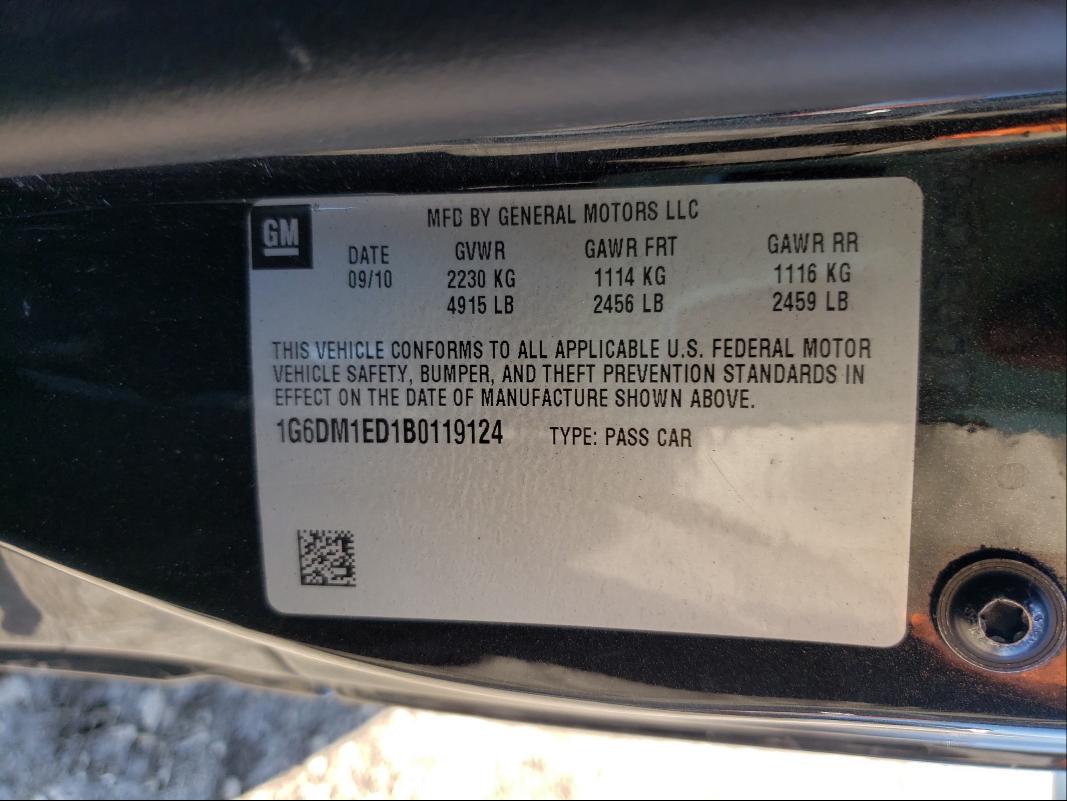 GM
MFD BY GENERAL MOTORS LLC
DATE GVWR GAWR FRT GAWR RR
09/10 2230 KG 1114 KG 1116 KG
4915 LB 2456 LB 2459 LB
THIS VEHICLE CONFORMS TO ALL APPLICABLE U.S. FEDERAL MOTOR
VEHICLE SAFETY, BUMPER, AND THEFT PREVENTION STANDARDS IN
EFFECT ON THE DATE OF MANUFACTURE SHOWN ABOVE.
1G6DM1ED1B0119124 TYPE: PASS CAR